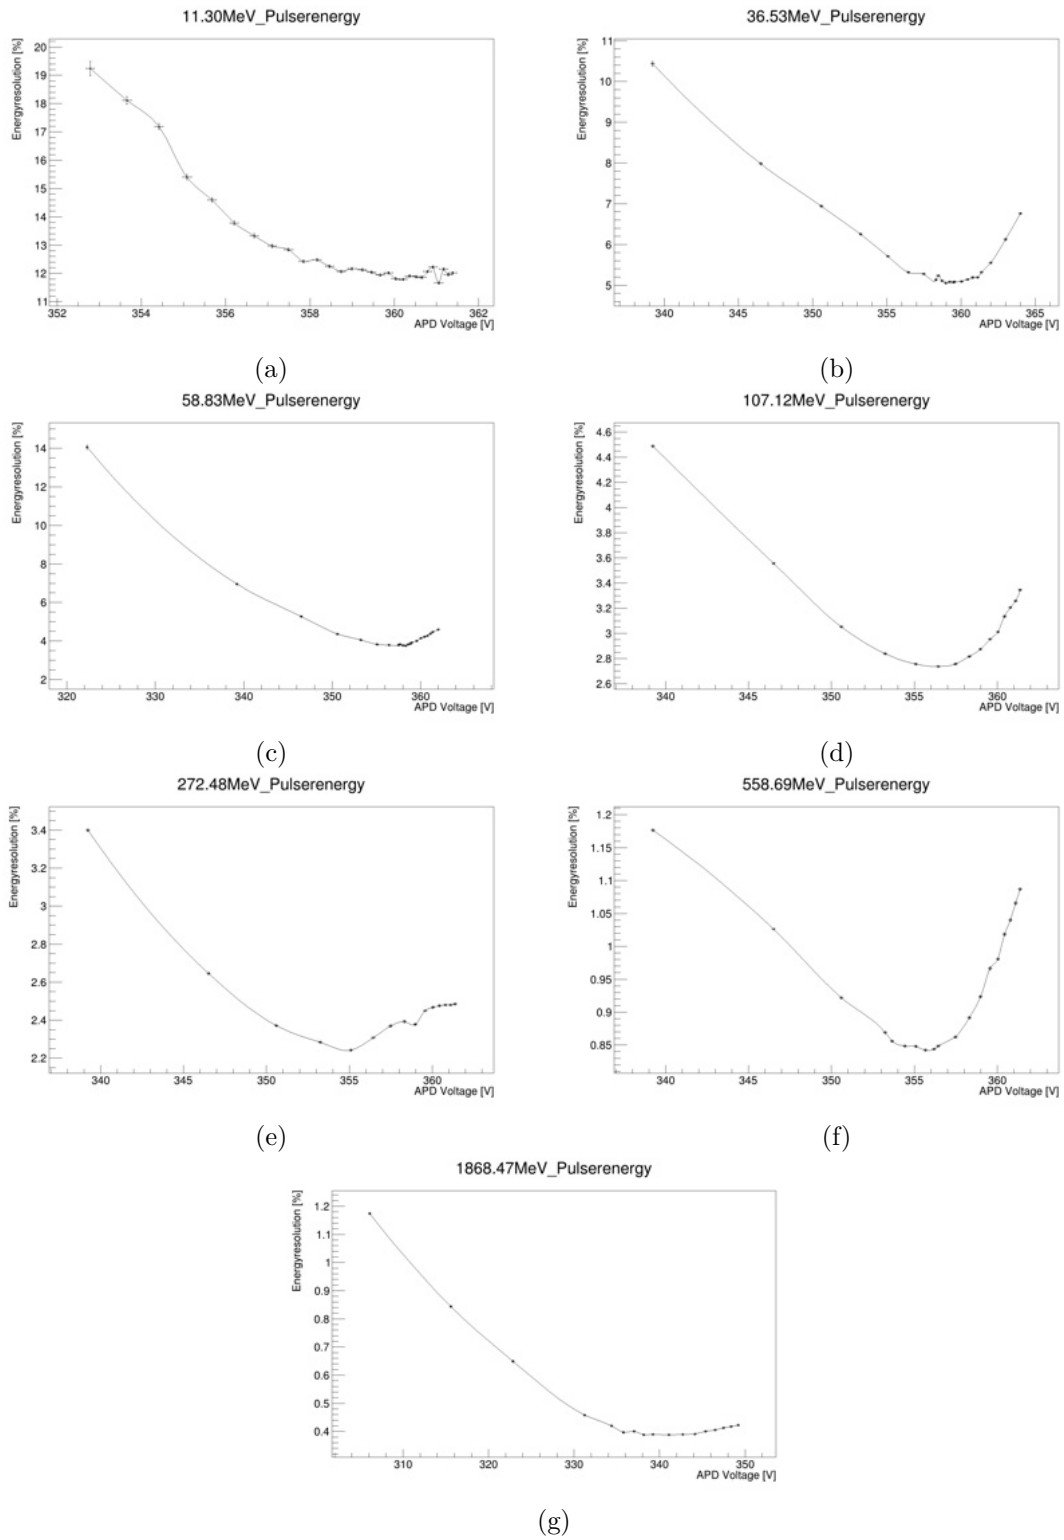 11.30MeV_Pulserenergy
Energyresolution [%]
20
19
18
17
16
15
14
13
12
11
352 354 356 358 360 362
APD Voltage [V]
(a)
36.53MeV_Pulserenergy
Energyresolution [%]
11
10
9
8
7
6
5
340 345 350 355 360 365
APD Voltage [V]
(b)
58.83MeV_Pulserenergy
Energyresolution [%]
14
12
10
8
6
4
2
320 330 340 350 360
APD Voltage [V]
(c)
107.12MeV_Pulserenergy
Energyresolution [%]
4.6
4.4
4.2
4
3.8
3.6
3.4
3.2
3
2.8
2.6
340 345 350 355 360
APD Voltage [V]
(d)
272.48MeV_Pulserenergy
Energyresolution [%]
3.4
3.2
3
2.8
2.6
2.4
2.2
340 345 350 355 360
APD Voltage [V]
(e)
558.69MeV_Pulserenergy
Energyresolution [%]
1.2
1.15
1.1
1.05
1
0.95
0.9
0.85
340 345 350 355 360
APD Voltage [V]
(f)
1868.47MeV_Pulserenergy
Energyresolution [%]
1.2
1.1
1
0.9
0.8
0.7
0.6
0.5
0.4
310 320 330 340 350
APD Voltage [V]
(g)